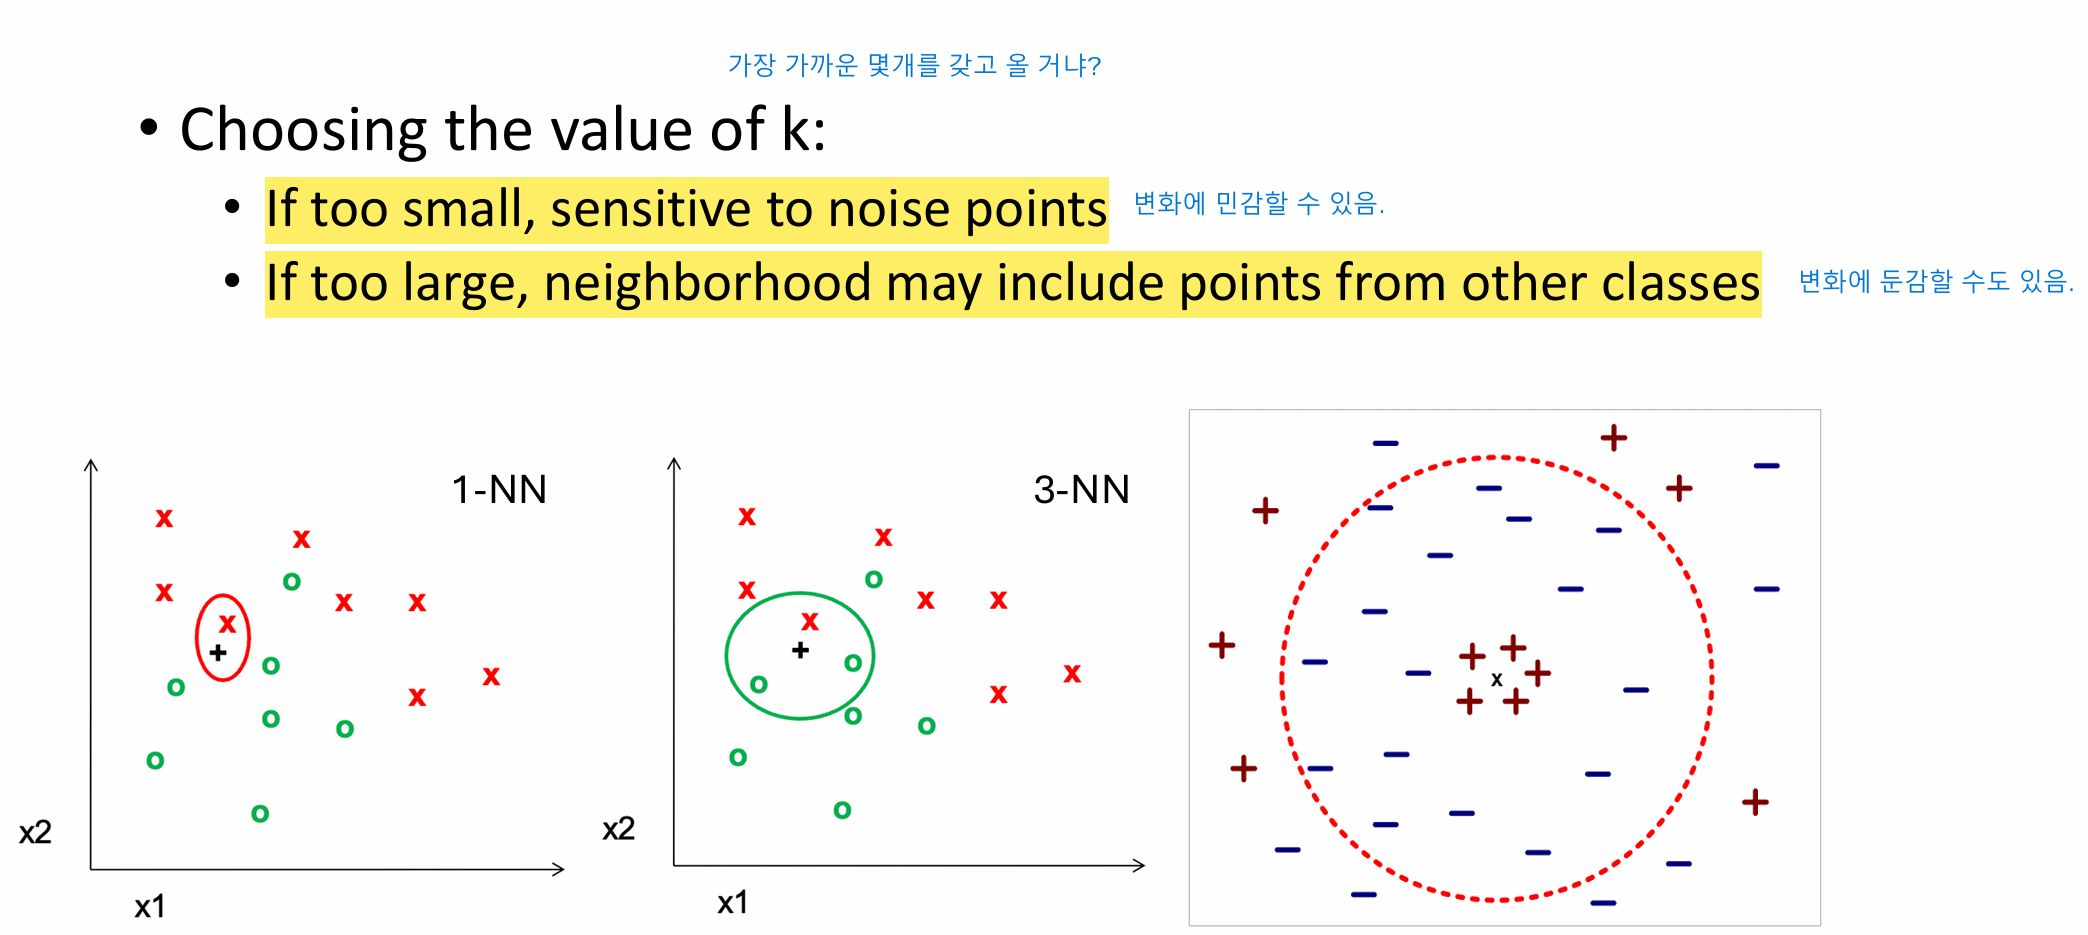 가장 가까운 몇개를 갖고 올 거냐?
• Choosing the value of k:
• If too small, sensitive to noise points 변화에 민감할 수 있음.
• If too large, neighborhood may include points from other classes 변화에 둔감할 수도 있음.
1-NN
x2
x1
3-NN
x2
x1
x